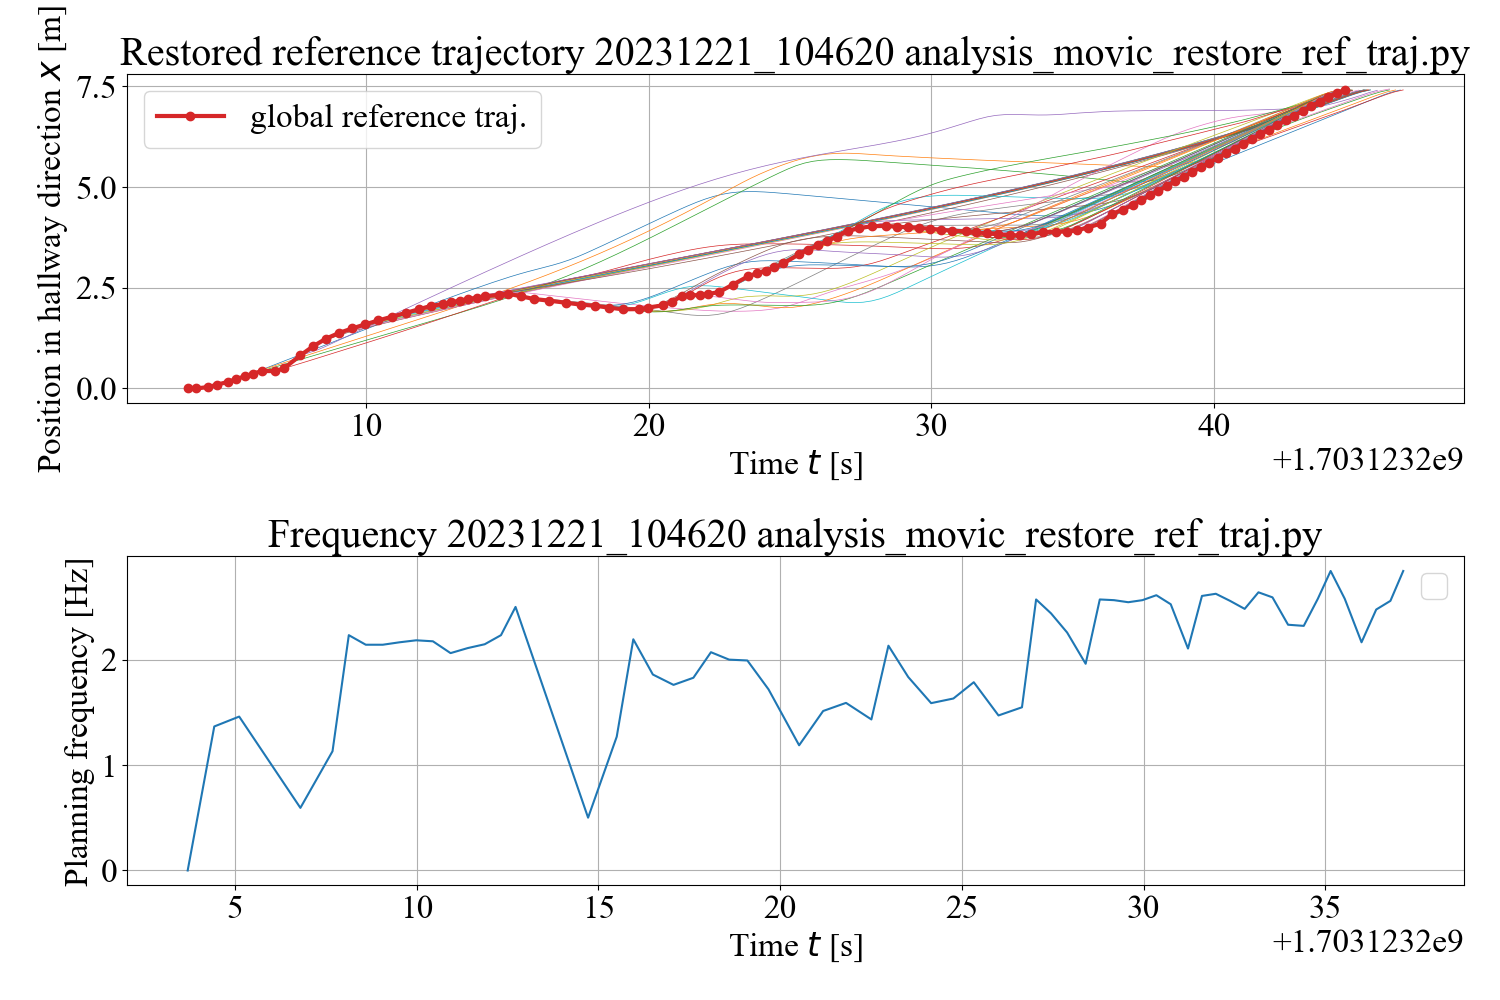 Restored reference trajectory 20231221_104620 analysis_movic_restore_ref_traj.py
Position in hallway direction x [m]
7.5
5.0
2.5
0.0
global reference traj.
10 20 30 40
Time t [s]
+1.7031232e9
Frequency 20231221_104620 analysis_movic_restore_ref_traj.py
Planning frequency [Hz]
2
1
0
5 10 15 20 25 30 35
Time t [s]
+1.7031232e9